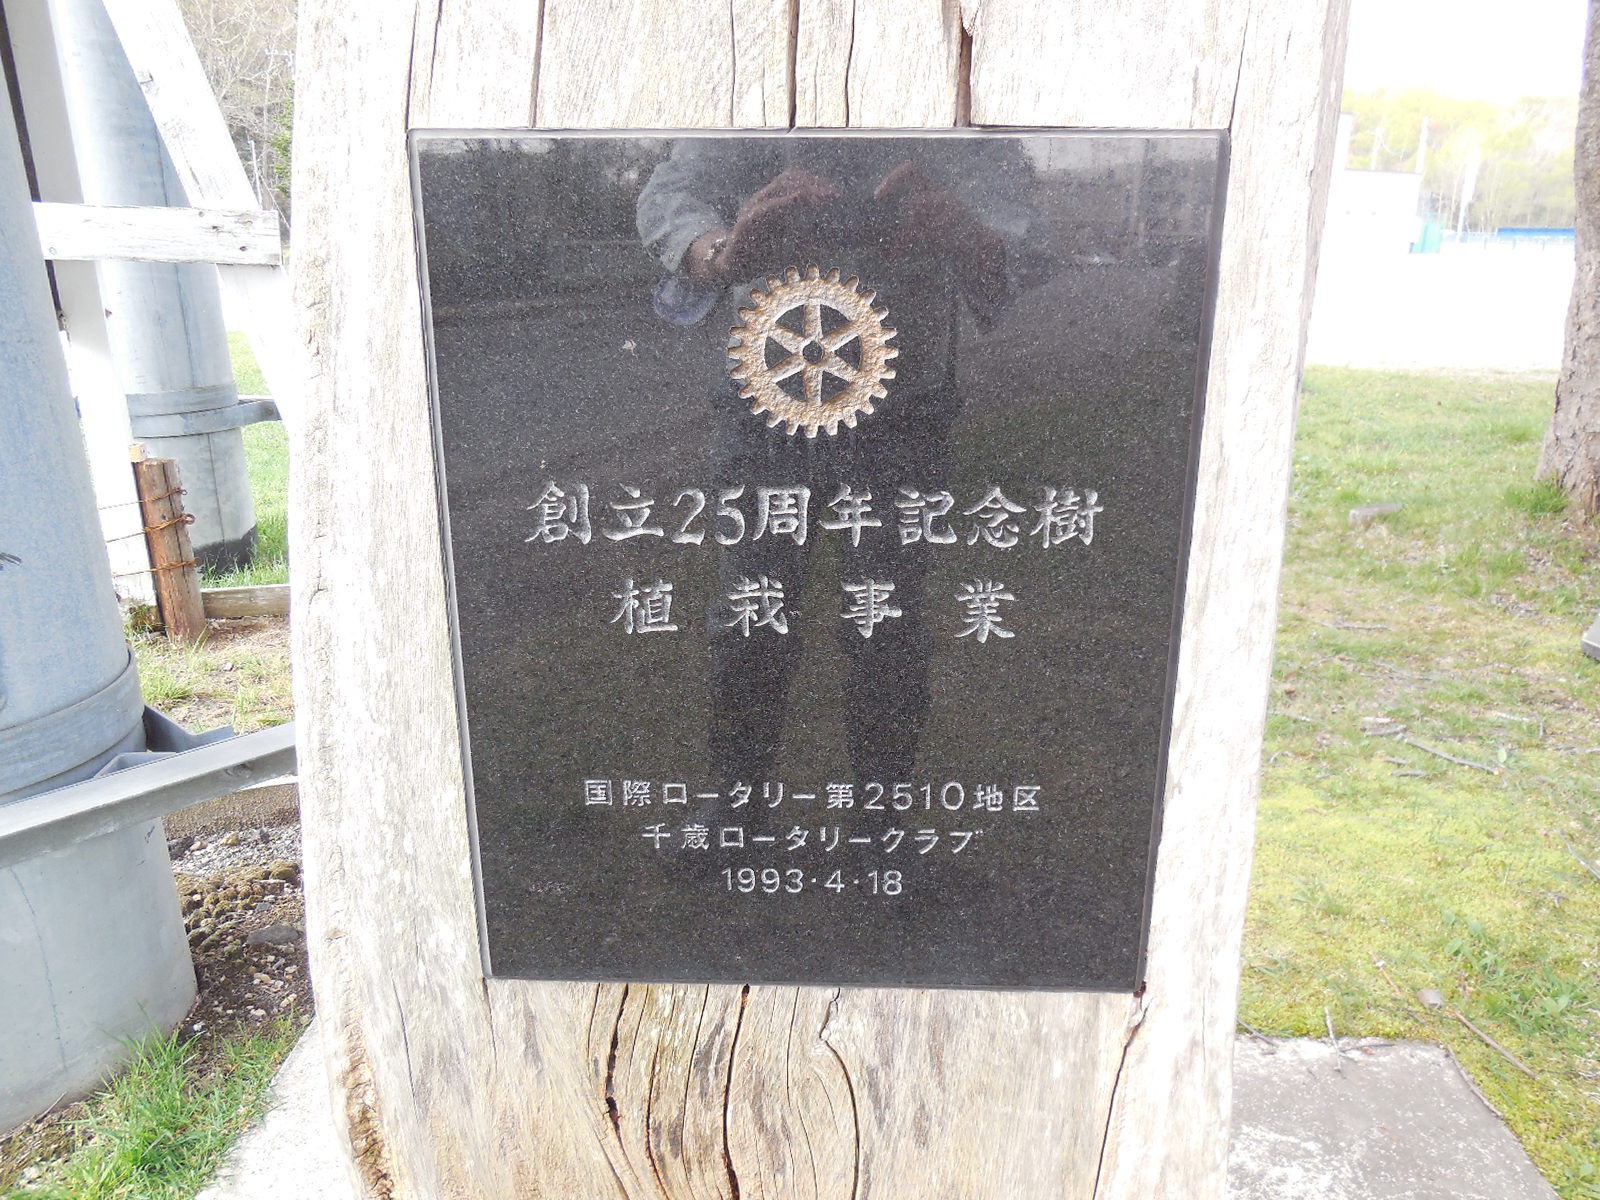 創立25周年記念樹
植栽事業
国際ロータリー第2510地区
千歳ロータリークラブ
1993・4・18